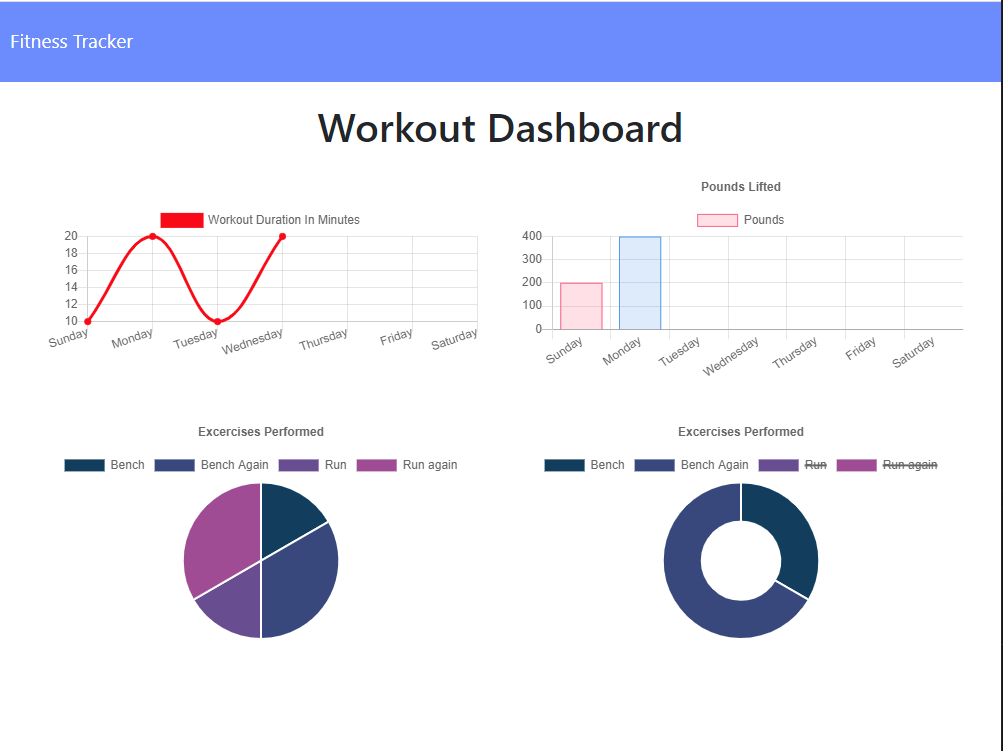 Fitness Tracker
Workout Dashboard
Workout Duration In Minutes
20
18
16
14
12
10
Sunday Monday Tuesday Wednesday Thursday Friday Saturday
Pounds Lifted
Pounds
400
300
200
100
0
Sunday Monday Tuesday Wednesday Thursday Friday Saturday
Excercises Performed
Bench Bench Again Run Run again
Excercises Performed
Bench Bench Again Run Run again